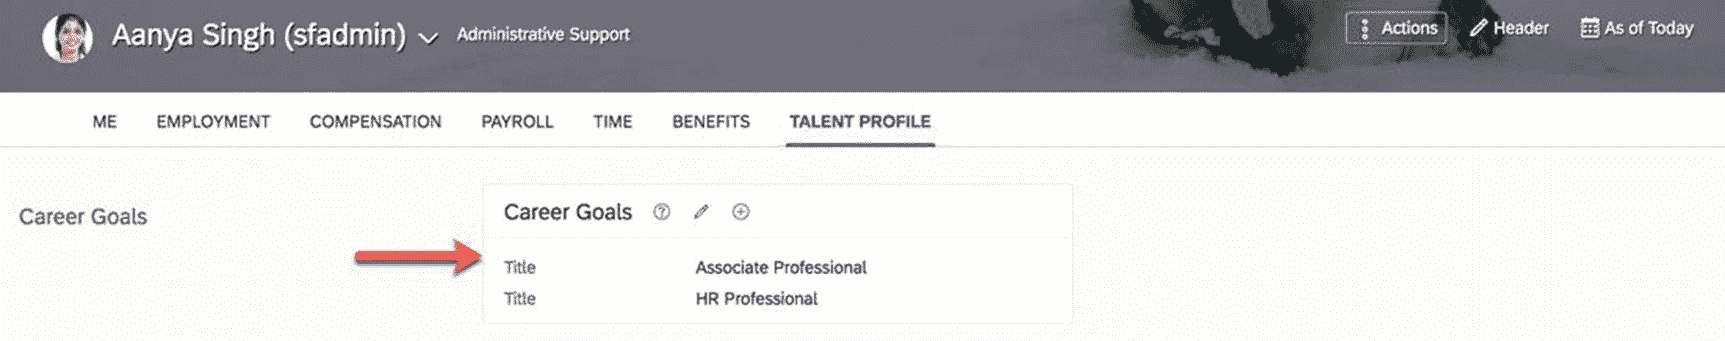 Aanya Singh (sfadmin) Administrative Support Actions Header As of Today
ME EMPLOYMENT COMPENSATION PAYROLL TIME BENEFITS TALENT PROFILE
Career Goals
Career Goals
Title Associate Professional
Title HR Professional